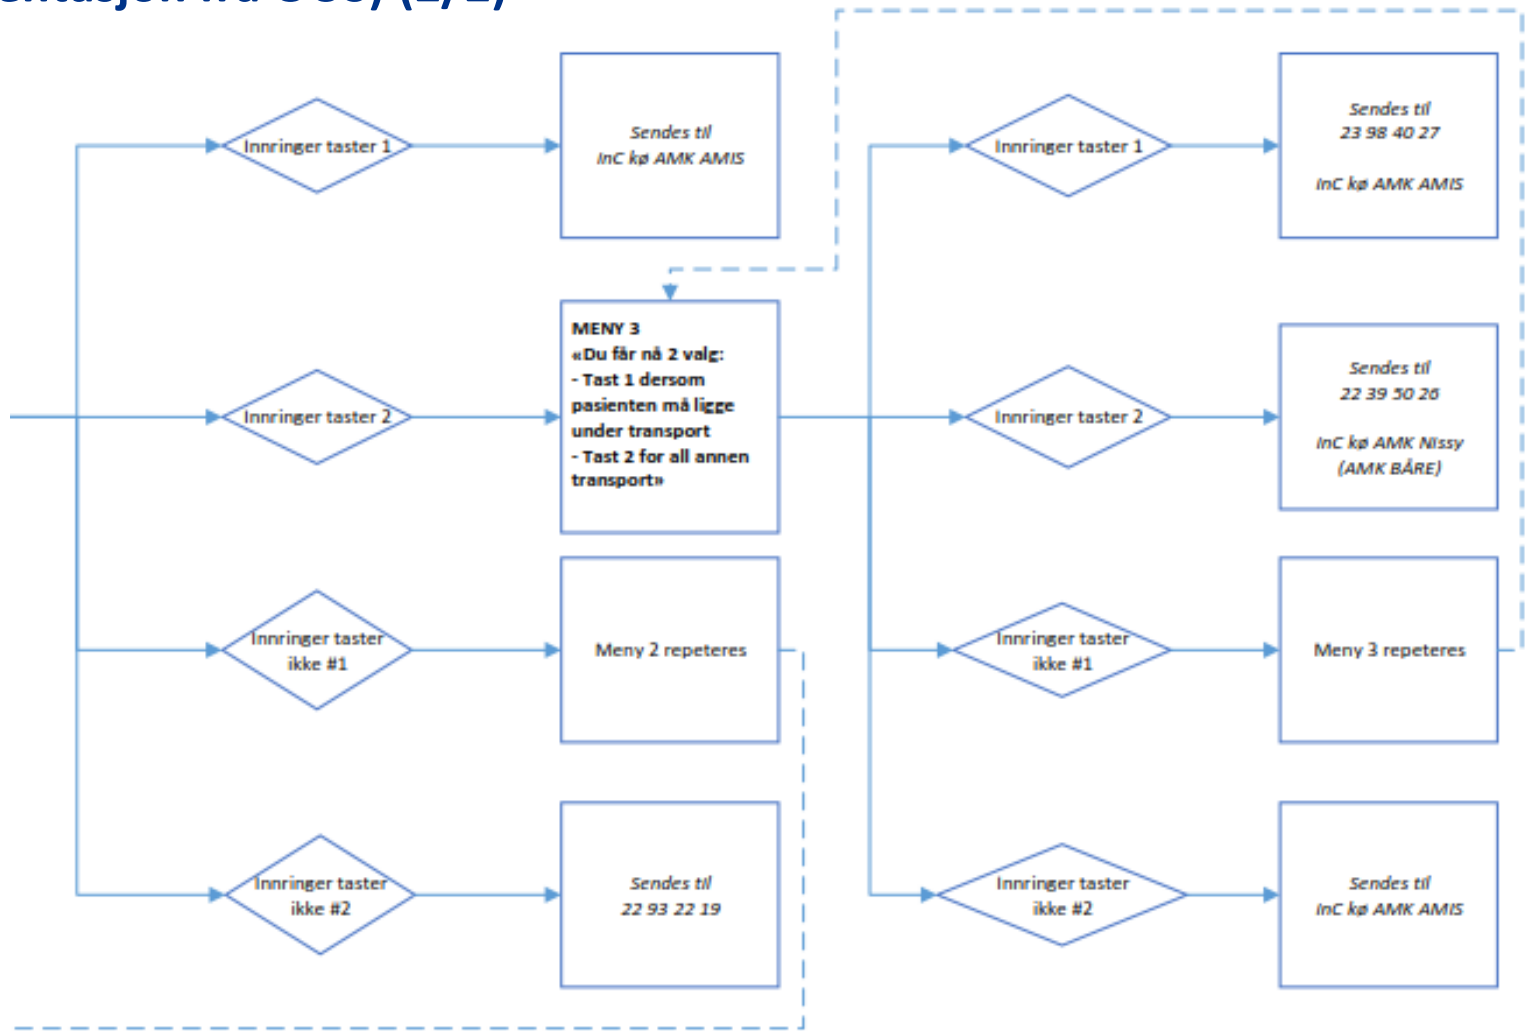 Innringer taster 1
Sendes til
InC kø AMK AMIS
Innringer taster 1
Sendes til
23 98 40 27
InC kø AMK AMIS
Innringer taster 2
MENY 3
«Du får nå 2 valg:
- Tast 1 dersom
pasienten må ligge
under transport
- Tast 2 for all annen
transport»
Innringer taster 2
Sendes til
22 39 50 26
InC kø AMK Nissy
(AMK BÅRE)
Innringer taster
ikke #1
Meny 2 repeteres
Innringer taster
ikke #1
Meny 3 repeteres
Innringer taster
ikke #2
Sendes til
22 93 22 19
Innringer taster
ikke #2
Sendes til
InC kø AMK AMIS